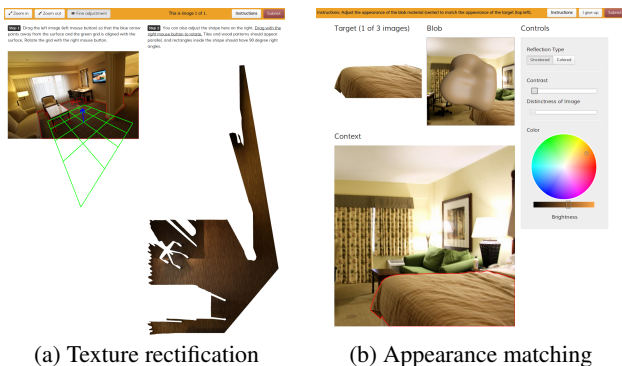 Zoom in Zoom out Fine adjustment This is image 1 of 1. Instructions Submit
Step 1 Drag the left image (left mouse button) so that the blue arrow
points away from the surface and the green grid is aligned with the
surface. Rotate the grid with the right mouse button.
Step 2 You can also adjust the shape here on the right. Drag with the
right mouse button to rotate. Tiles and wood patterns should appear
parallel, and rectangles inside the shape should have 90 degree right
angles.
(a) Texture rectification
Instructions: Adjust the appearance of the blob material (center) to match the appearance of the target (top left). Instructions I give up Submit
Target (1 of 3 images)
Blob
Controls
Reflection Type
Uncolored Colored
Contrast
Distinctness of Image
Color
Brightness
Context
(b) Appearance matching